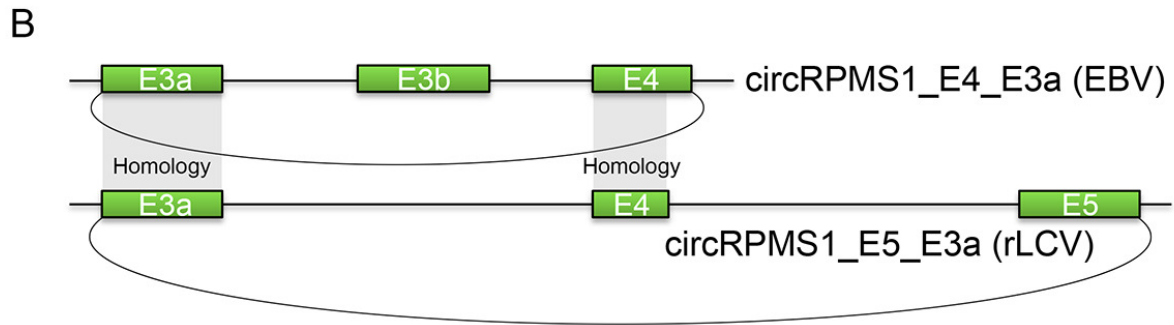 B
E3a E3b E4 circRPMS1_E4_E3a (EBV)
Homology Homology
E3a E4 E5
circRPMS1_E5_E3a (rLCV)